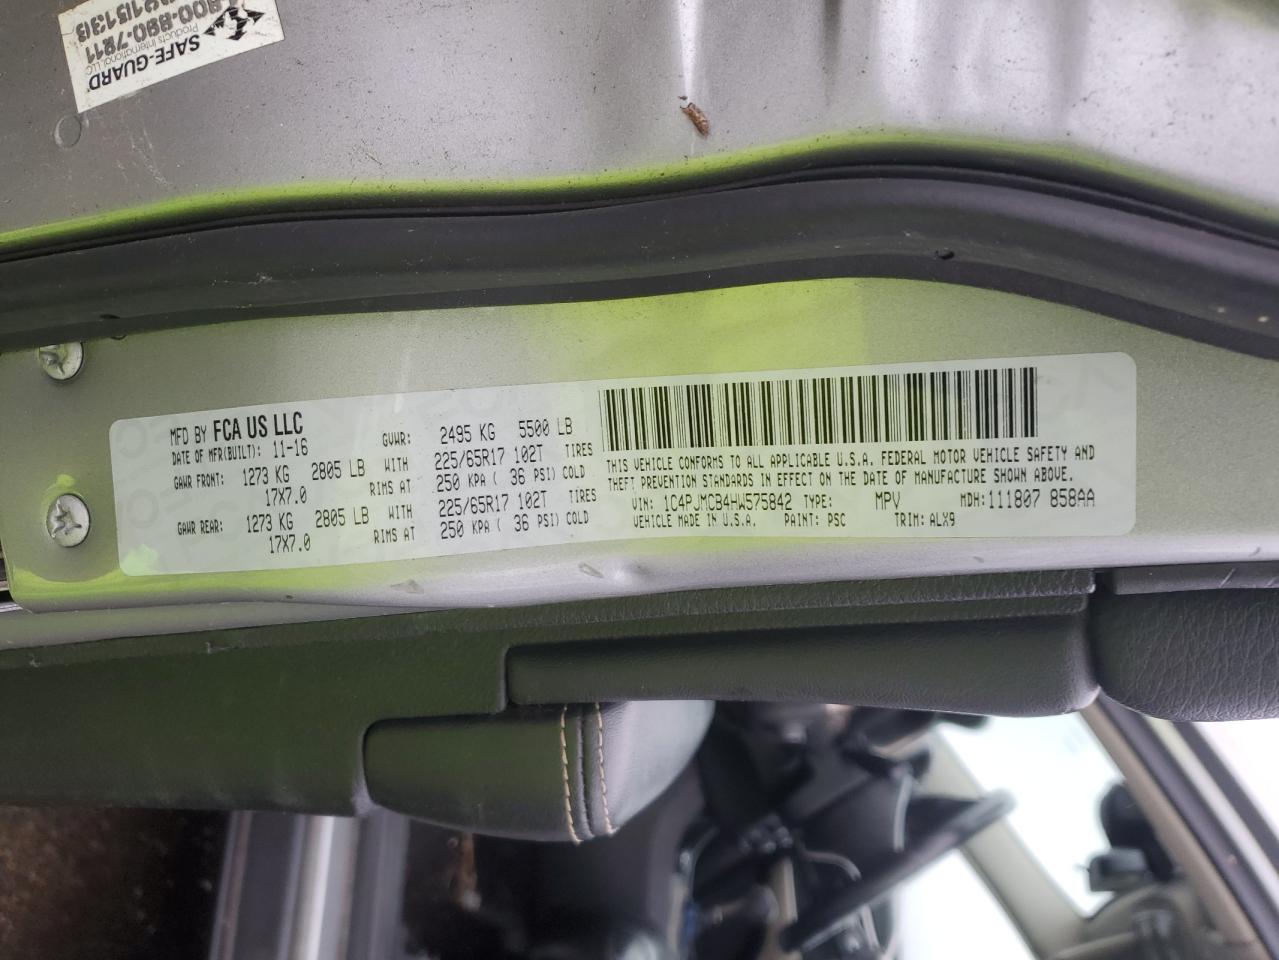 SAFE-GUARD
Products International LLC
800-890-7211
MFD BY FCA US LLC
DATE OF MFR(BUILT): 11-16
GVWR: 2495 KG 5500 LB
GAWR FRONT: 1273 KG 2805 LB WITH 225/65R17 102T TIRES
17X7.0 RIMS AT 250 KPA ( 36 PSI) COLD
GAWR REAR: 1273 KG 2805 LB WITH 225/65R17 102T TIRES
17X7.0 RIMS AT 250 KPA ( 36 PSI) COLD
THIS VEHICLE CONFORMS TO ALL APPLICABLE U.S.A. FEDERAL MOTOR VEHICLE SAFETY AND
THEFT PREVENTION STANDARDS IN EFFECT ON THE DATE OF MANUFACTURE SHOWN ABOVE.
VIN: 1C4PJMCB4HW575842 TYPE: MPV MDH: 111807 858AA
VEHICLE MADE IN U.S.A. PAINT: PSC TRIM: ALX9